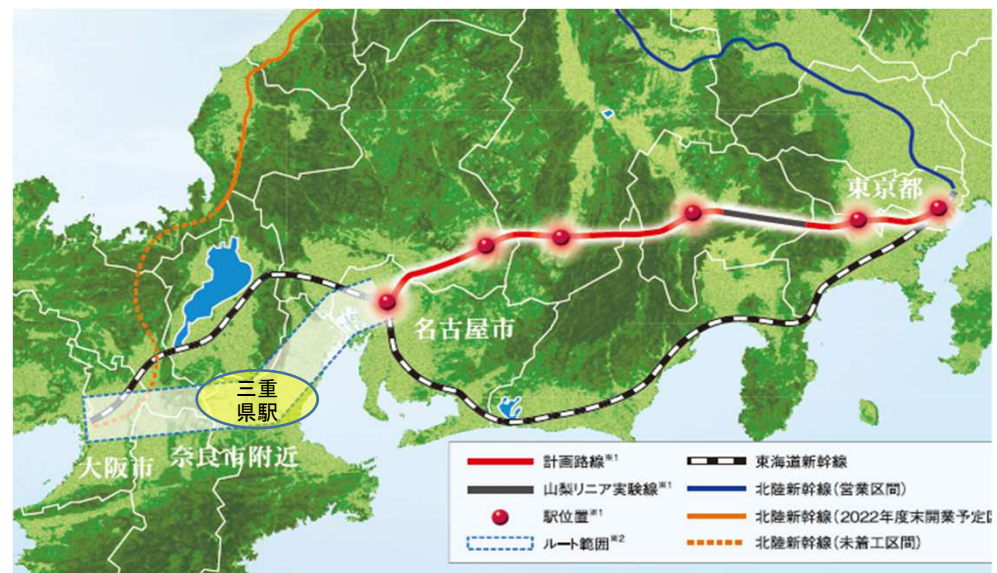 東京都
名古屋市
三重
県駅
大阪市
奈良市附近
計画路線※1
東海道新幹線
山梨リニア実験線※1
北陸新幹線(営業区間)
駅位置※1
北陸新幹線(2022年度末開業予定区
ルート範囲※2
北陸新幹線(未着工区間)